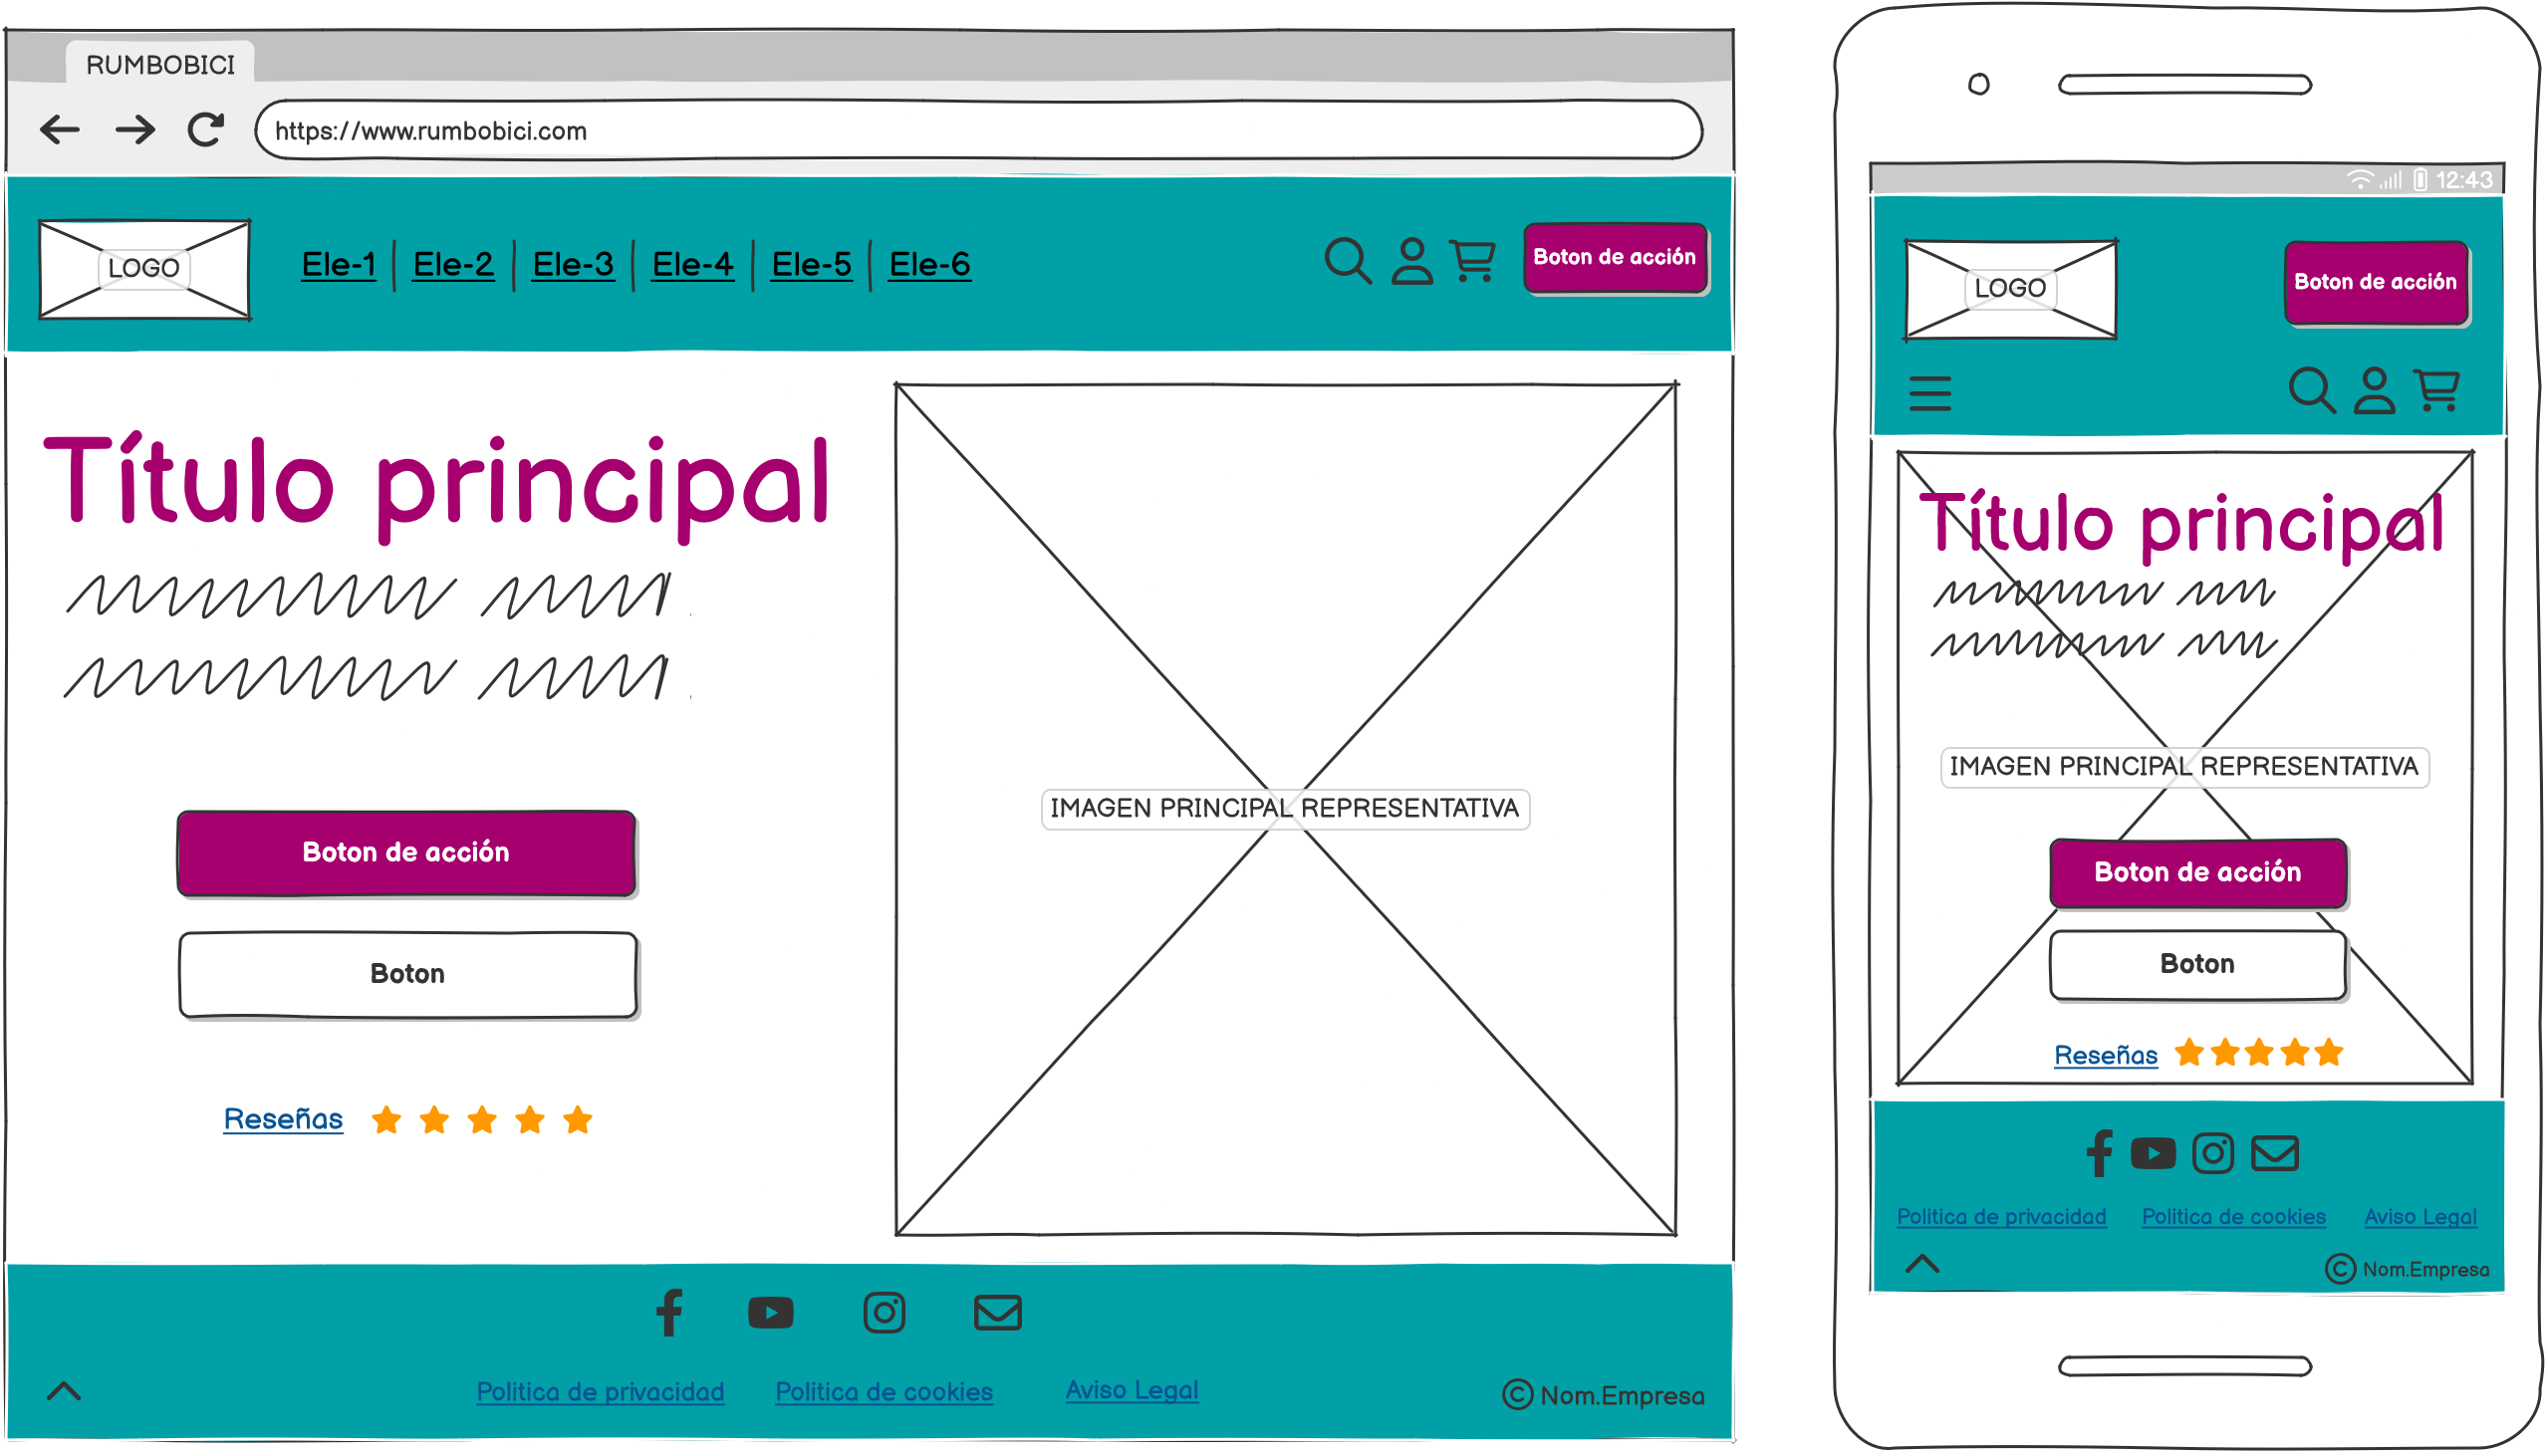 RUMBOBICI
https://www.rumbobici.com
LOGO
Ele-1 Ele-2 Ele-3 Ele-4 Ele-5 Ele-6
Boton de acción
Título principal
IMAGEN PRINCIPAL REPRESENTATIVA
Boton de acción
Boton
Reseñas
Politica de privacidad Politica de cookies Aviso Legal
© Nom.Empresa
12:43
LOGO
Boton de acción
Título principal
IMAGEN PRINCIPAL REPRESENTATIVA
Boton de acción
Boton
Reseñas
Politica de privacidad Politica de cookies Aviso Legal
© Nom.Empresa